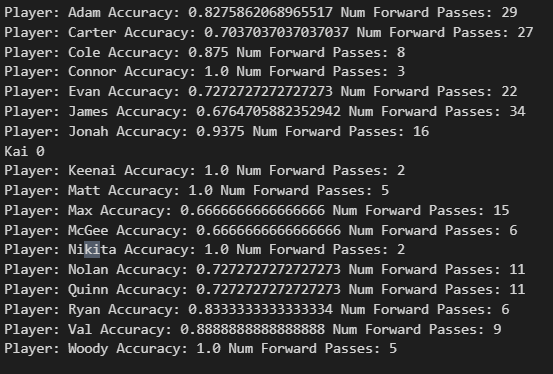 Player: Adam Accuracy: 0.8275862068965517 Num Forward Passes: 29
Player: Carter Accuracy: 0.7037037037037037 Num Forward Passes: 27
Player: Cole Accuracy: 0.875 Num Forward Passes: 8
Player: Connor Accuracy: 1.0 Num Forward Passes: 3
Player: Evan Accuracy: 0.7272727272727273 Num Forward Passes: 22
Player: James Accuracy: 0.6764705882352942 Num Forward Passes: 34
Player: Jonah Accuracy: 0.9375 Num Forward Passes: 16
Kai 0
Player: Keenai Accuracy: 1.0 Num Forward Passes: 2
Player: Matt Accuracy: 1.0 Num Forward Passes: 5
Player: Max Accuracy: 0.6666666666666666 Num Forward Passes: 15
Player: McGee Accuracy: 0.6666666666666666 Num Forward Passes: 6
Player: Nikita Accuracy: 1.0 Num Forward Passes: 2
Player: Nolan Accuracy: 0.7272727272727273 Num Forward Passes: 11
Player: Quinn Accuracy: 0.7272727272727273 Num Forward Passes: 11
Player: Ryan Accuracy: 0.8333333333333334 Num Forward Passes: 6
Player: Val Accuracy: 0.8888888888888888 Num Forward Passes: 9
Player: Woody Accuracy: 1.0 Num Forward Passes: 5